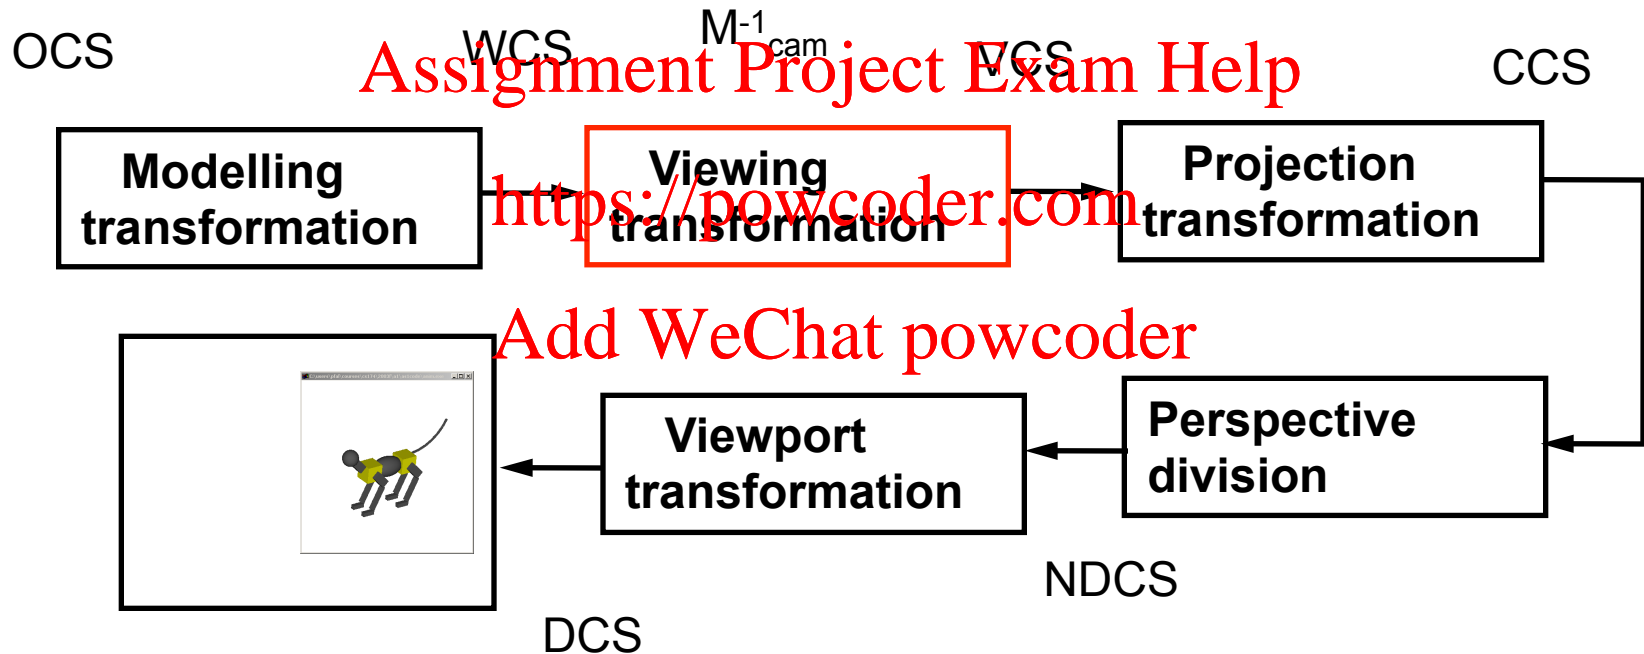 OCS WCS M⁻¹cam VCS CCS
Assignment Project Exam Help
Modelling
transformation
Viewing
transformation
Projection
transformation
https://powcoder.com
Add WeChat powcoder
Viewport
transformation
Perspective
division
NDCS
DCS